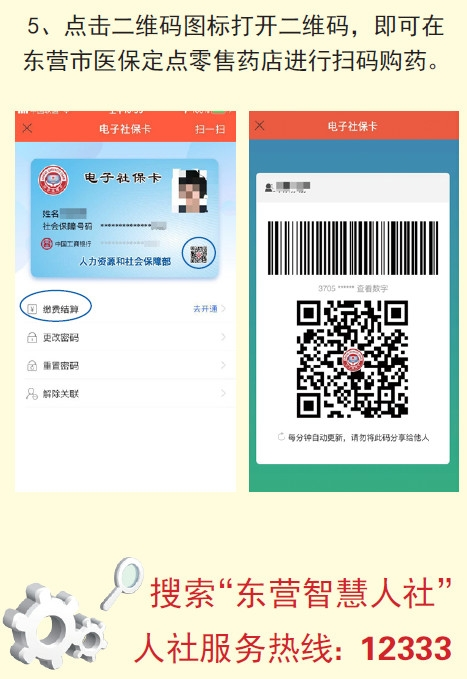 5、点击二维码图标打开二维码，即可在
东营市医保定点零售药店进行扫码购药。
电子社保卡
扫一扫
电子社保卡
姓名
社会保障号码
中国工商银行
人力资源和社会保障部
缴费结算
去开通
更改密码
重置密码
解除关联
电子社保卡
3705 ****** 查看数字
每分钟自动更新，请勿将此码分享给他人
搜索“东营智慧人社”
人社服务热线：12333